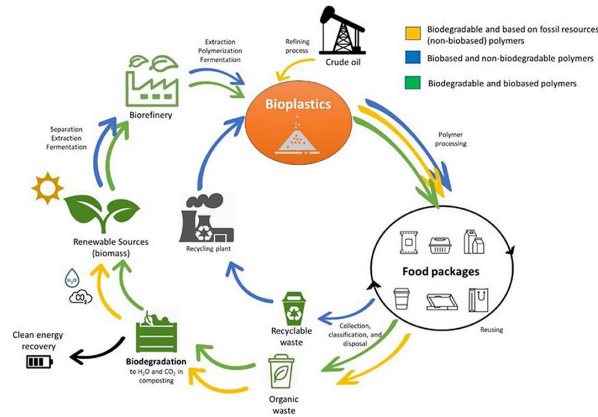 Biodegradable and based on fossil resources
(non-biobased) polymers
Biobased and non-biodegradable polymers
Biodegradable and biobased polymers
Extraction
Polymerization
Fermentation
Refining
process
Crude oil
Biorefinery
Bioplastics
Separation
Extraction
Fermentation
Polymer
processing
Renewable Sources
(biomass)
Recycling plant
Food packages
Reusing
H₂O
CO₂
Recyclable
waste
Collection,
classification, and
disposal
Clean energy
recovery
Biodegradation
to H₂O and CO₂ in
composting
Organic
waste